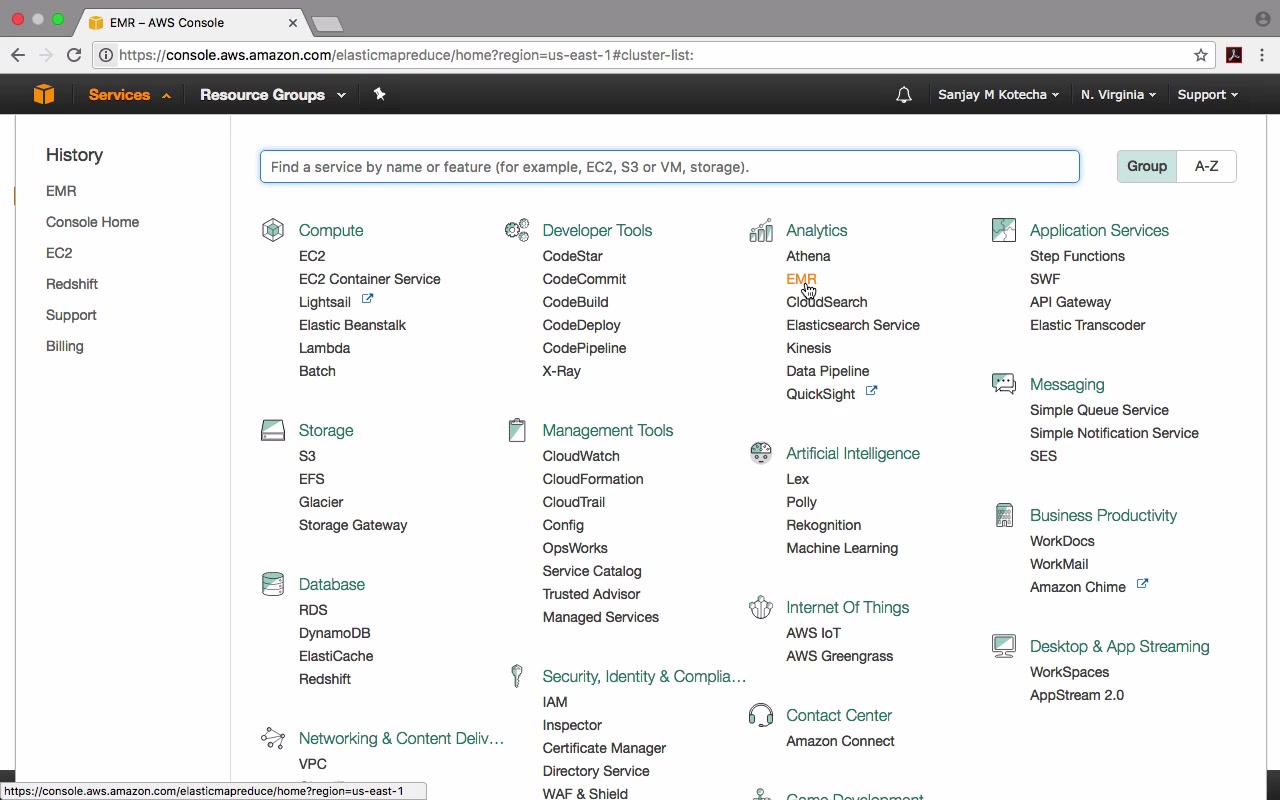 EMR – AWS Console
https://console.aws.amazon.com/elasticmapreduce/home?region=us-east-1#cluster-list:
Services
Resource Groups
Sanjay M Kotecha
N. Virginia
Support
History
EMR
Console Home
EC2
Redshift
Support
Billing
Find a service by name or feature (for example, EC2, S3 or VM, storage).
Group
A-Z
Compute
EC2
EC2 Container Service
Lightsail
Elastic Beanstalk
Lambda
Batch
Storage
S3
EFS
Glacier
Storage Gateway
Database
RDS
DynamoDB
ElastiCache
Redshift
Networking & Content Deliv...
VPC
Developer Tools
CodeStar
CodeCommit
CodeBuild
CodeDeploy
CodePipeline
X-Ray
Management Tools
CloudWatch
CloudFormation
CloudTrail
Config
OpsWorks
Service Catalog
Trusted Advisor
Managed Services
Security, Identity & Complia...
IAM
Inspector
Certificate Manager
Directory Service
WAF & Shield
Analytics
Athena
EMR
CloudSearch
Elasticsearch Service
Kinesis
Data Pipeline
QuickSight
Artificial Intelligence
Lex
Polly
Rekognition
Machine Learning
Internet Of Things
AWS IoT
AWS Greengrass
Contact Center
Amazon Connect
Game Development
Application Services
Step Functions
SWF
API Gateway
Elastic Transcoder
Messaging
Simple Queue Service
Simple Notification Service
SES
Business Productivity
WorkDocs
WorkMail
Amazon Chime
Desktop & App Streaming
WorkSpaces
AppStream 2.0
https://console.aws.amazon.com/elasticmapreduce/home?region=us-east-1